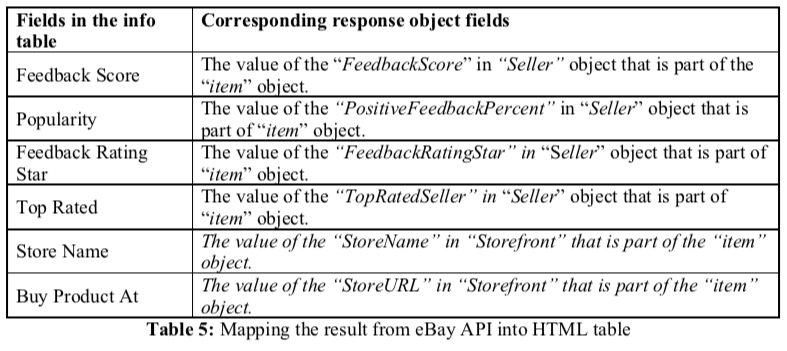 Fields in the info
table
Corresponding response object fields
Feedback Score
The value of the “FeedbackScore” in “Seller” object that is part of the
“item” object.
Popularity
The value of the “PositiveFeedbackPercent” in “Seller” object that is
part of “item” object.
Feedback Rating
Star
The value of the “FeedbackRatingStar” in “Seller” object that is part of
“item” object.
Top Rated
The value of the “TopRatedSeller” in “Seller” object that is part of
“item” object.
Store Name
The value of the “StoreName” in “Storefront” that is part of the “item”
object.
Buy Product At
The value of the “StoreURL” in “Storefront” that is part of the “item”
object.
Table 5: Mapping the result from eBay API into HTML table